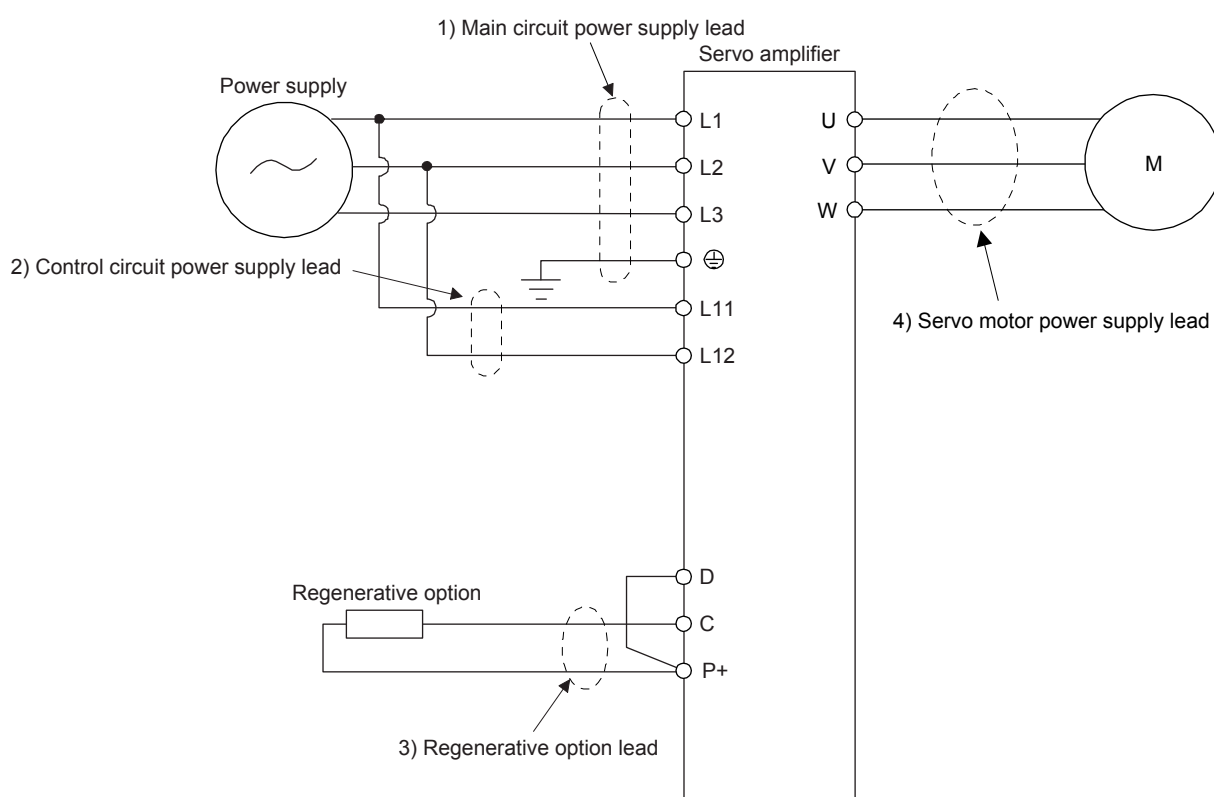 1) Main circuit power supply lead
Servo amplifier
Power supply
L1
U
L2
V
M
L3
W
2) Control circuit power supply lead
L11
4) Servo motor power supply lead
L12
D
Regenerative option
C
P+
3) Regenerative option lead